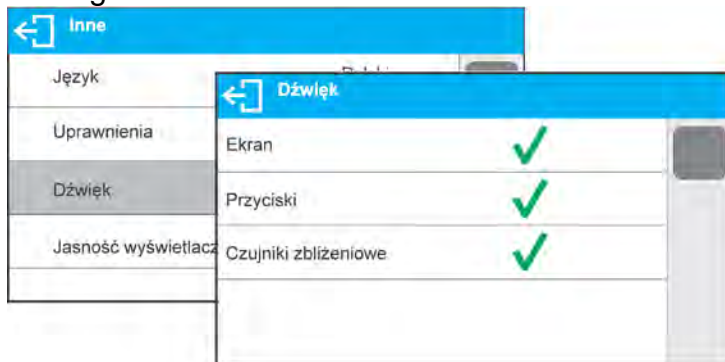 Inne
Język
Uprawnienia
Dźwięk
Jasność wyświetlacz
Dźwięk
Ekran
Przyciski
Czujniki zbliżeniowe